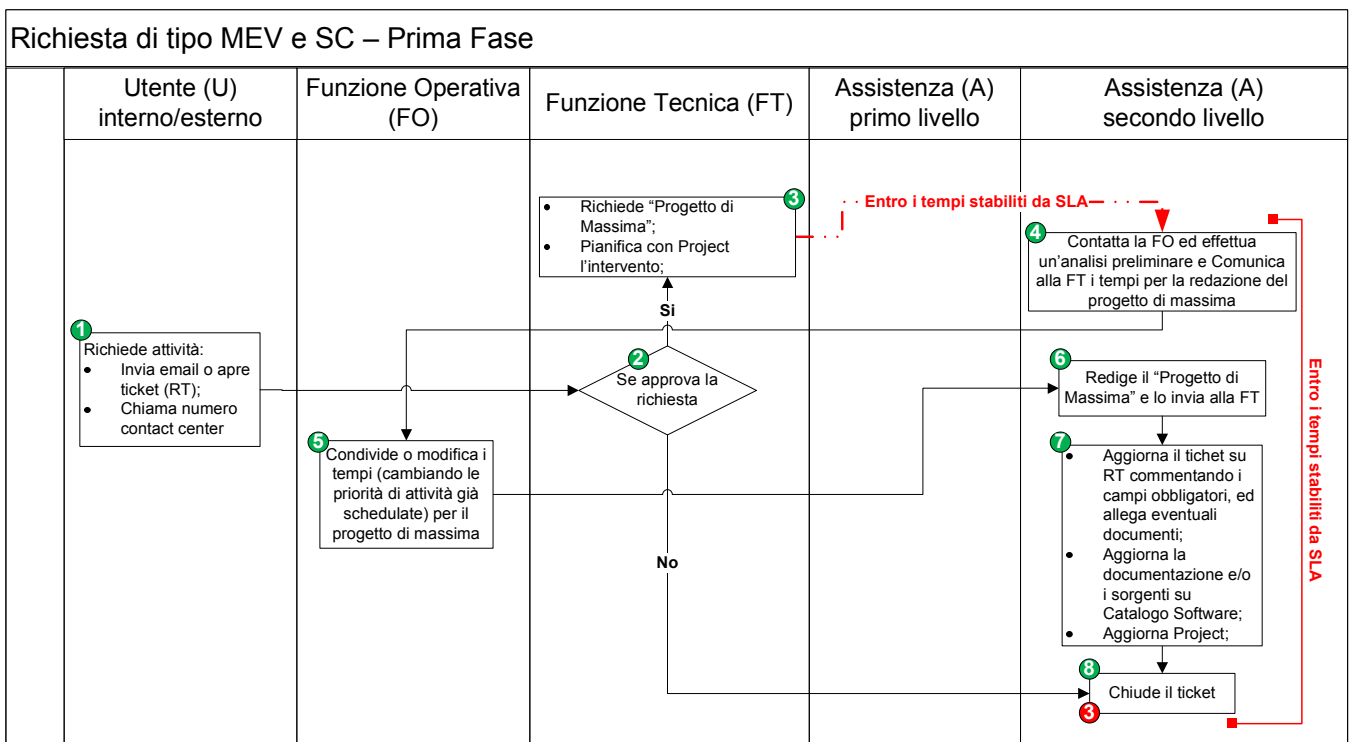 Richiesta di tipo MEV e SC – Prima Fase
Utente (U)
interno/esterno
Funzione Operativa
(FO)
Funzione Tecnica (FT)
Assistenza (A)
primo livello
Assistenza (A)
secondo livello
3
• Richiede “Progetto di
Massima”;
• Pianifica con Project
l’intervento;
Entro i tempi stabiliti da SLA
4
Contatta la FO ed effettua
un’analisi preliminare e Comunica
alla FT i tempi per la redazione del
progetto di massima
Si
1
Richiede attività:
• Invia email o apre
ticket (RT);
• Chiama numero
contact center
2
Se approva la
richiesta
6
Redige il “Progetto di
Massima” e lo invia alla FT
Entro i tempi stabiliti da SLA
5
Condivide o modifica i
tempi (cambiando le
priorità di attività già
schedulate) per il
progetto di massima
7
• Aggiorna il tichet su
RT commentando i
campi obbligatori, ed
allega eventuali
documenti;
• Aggiorna la
documentazione e/o
i sorgenti su
Catalogo Software;
• Aggiorna Project;
No
8
Chiude il ticket
3